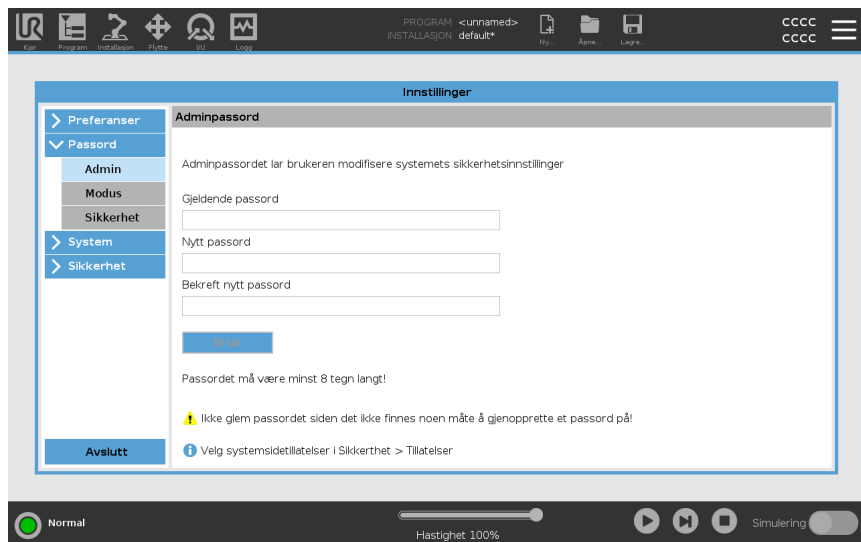 PROGRAM <unnamed>
INSTALLASJON default*
CCCC
CCCC
UR
Kjør
Program
Installasjon
Flytte
I/U
Logg
Ny...
Åpne...
Lagre...
Innstillinger
Preferanser
Passord
Admin
Modus
Sikkerhet
System
Sikkerhet
Avslutt
Adminpassord
Adminpassordet lar brukeren modifisere systemets sikkerhetsinnstillinger
Gjeldende passord
Nytt passord
Bekreft nytt passord
Bruk
Passordet må være minst 8 tegn langt!
Ikke glem passordet siden det ikke finnes noen måte å gjenopprette et passord på!
Velg systemsidetillatelser i Sikkerthet > Tillatelser
Normal
Hastighet 100%
Simulering